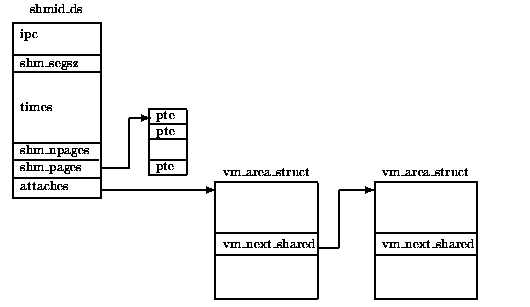 shmid_ds
ipc
shm_segsz
times
shm_npages
shm_pages
attaches
pte
pte
pte
vm_area_struct
vm_next_shared
vm_area_struct
vm_next_shared